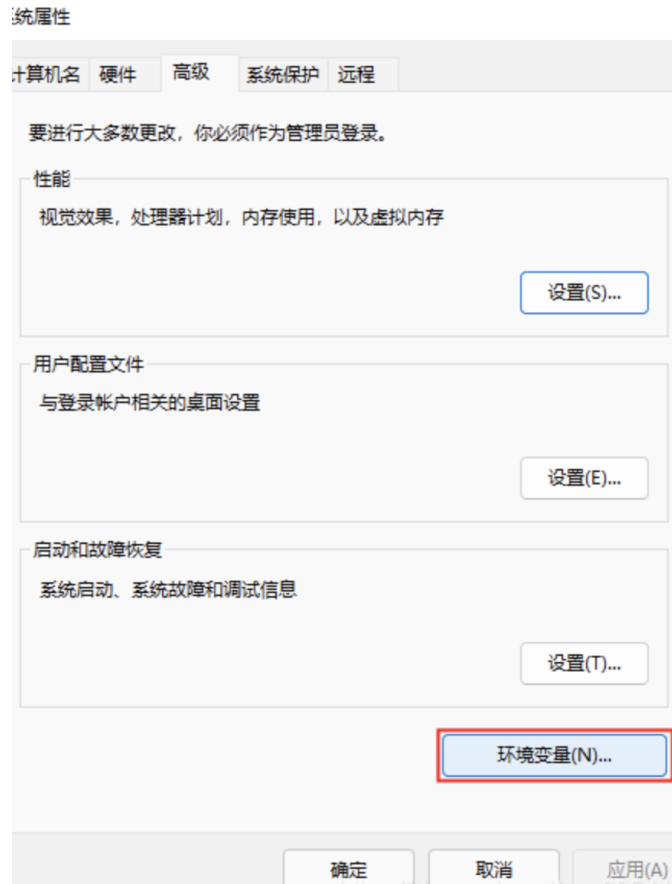 系统属性
计算机名 硬件 高级 系统保护 远程
要进行大多数更改，你必须作为管理员登录。
性能
视觉效果，处理器计划，内存使用，以及虚拟内存
设置(S)...
用户配置文件
与登录帐户相关的桌面设置
设置(E)...
启动和故障恢复
系统启动、系统故障和调试信息
设置(T)...
环境变量(N)...
确定 取消 应用(A)